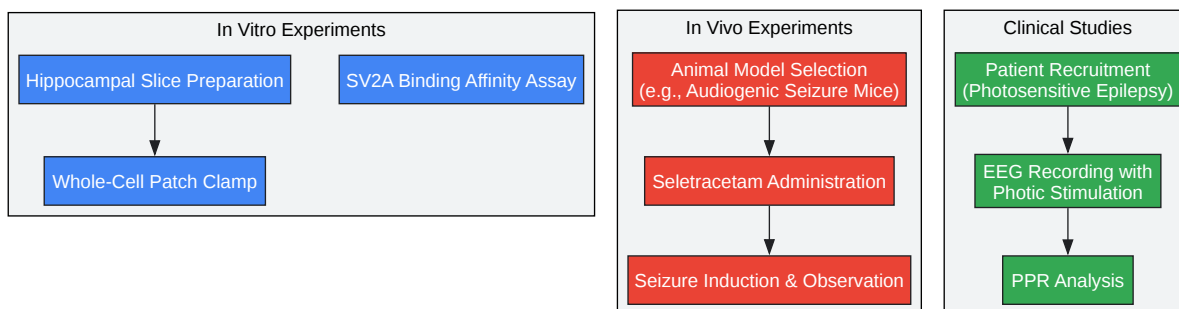 In Vitro Experiments
Hippocampal Slice Preparation
SV2A Binding Affinity Assay
Whole-Cell Patch Clamp
In Vivo Experiments
Animal Model Selection
(e.g., Audiogenic Seizure Mice)
Seletracetam Administration
Seizure Induction & Observation
Clinical Studies
Patient Recruitment
(Photosensitive Epilepsy)
EEG Recording with
Photic Stimulation
PPR Analysis